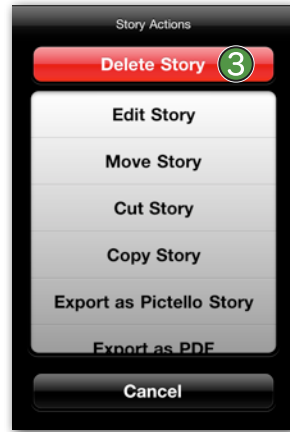 Story Actions
Delete Story 3
Edit Story
Move Story
Cut Story
Copy Story
Export as Pictello Story
Export as PDF
Cancel